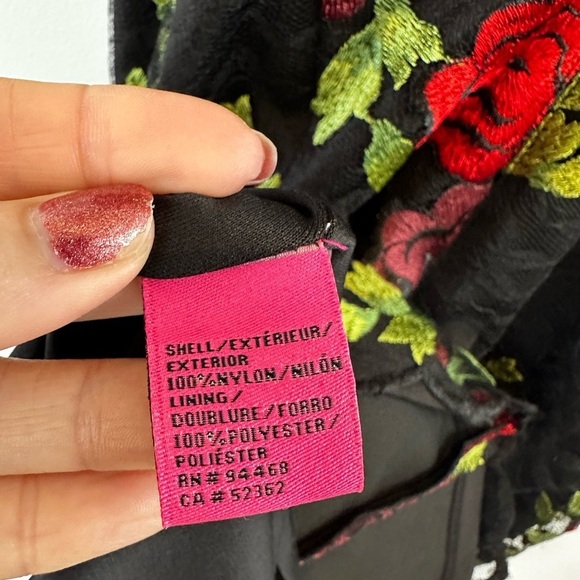 SHELL/EXTÉRIEUR/
EXTERIOR
100%NYLON/NILÓN
LINING/
DOUBLURE/FORRO
100%POLYESTER/
POLIÉSTER
RN# 94468
CA# 52362